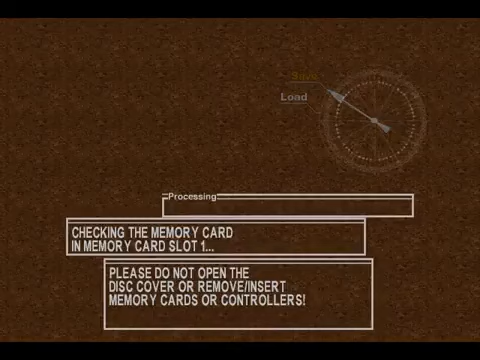 Save
Load
Processing
CHECKING THE MEMORY CARD
IN MEMORY CARD SLOT 1...
PLEASE DO NOT OPEN THE
DISC COVER OR REMOVE/INSERT
MEMORY CARDS OR CONTROLLERS!